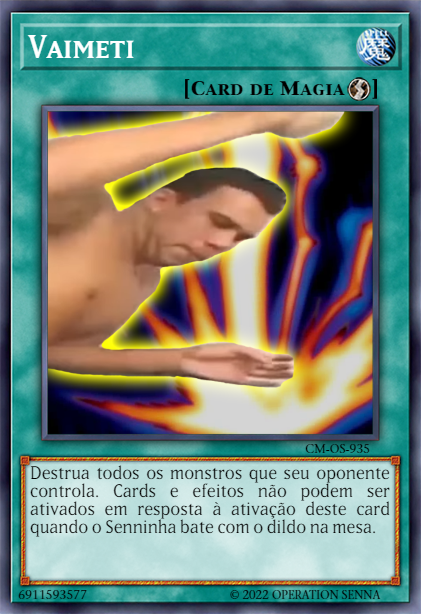 Vaimeti
[Card de Magia]
CM-OS-935
Destrua todos os monstros que seu oponente
controla. Cards e efeitos não podem ser
ativados em resposta à ativação deste card
quando o Senninha bate com o dildo na mesa.
6911593577 © 2022 OPERATION SENNA